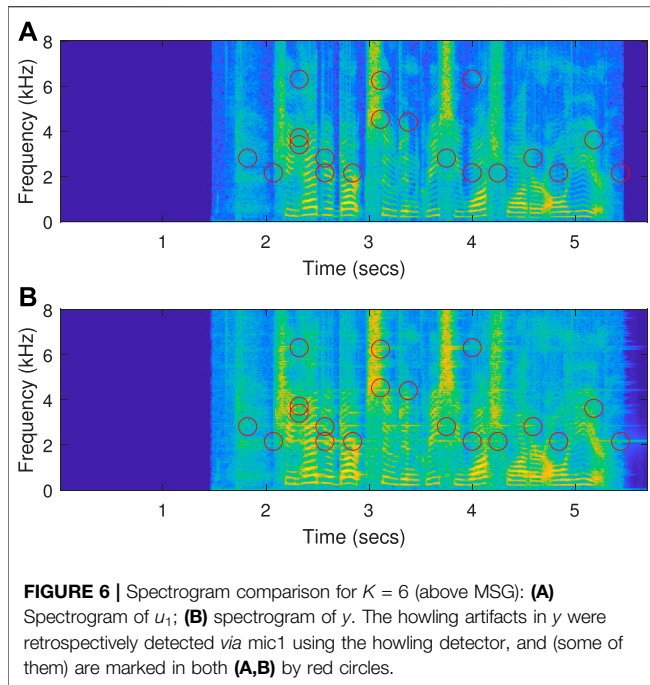 A
8
6
4
2
0
Frequency (kHz)
1 2 3 4 5
Time (secs)
B
8
6
4
2
0
Frequency (kHz)
1 2 3 4 5
Time (secs)
FIGURE 6 | Spectrogram comparison for K = 6 (above MSG): (A)
Spectrogram of u₁; (B) spectrogram of y. The howling artifacts in y were
retrospectively detected via mic1 using the howling detector, and (some of
them) are marked in both (A,B) by red circles.